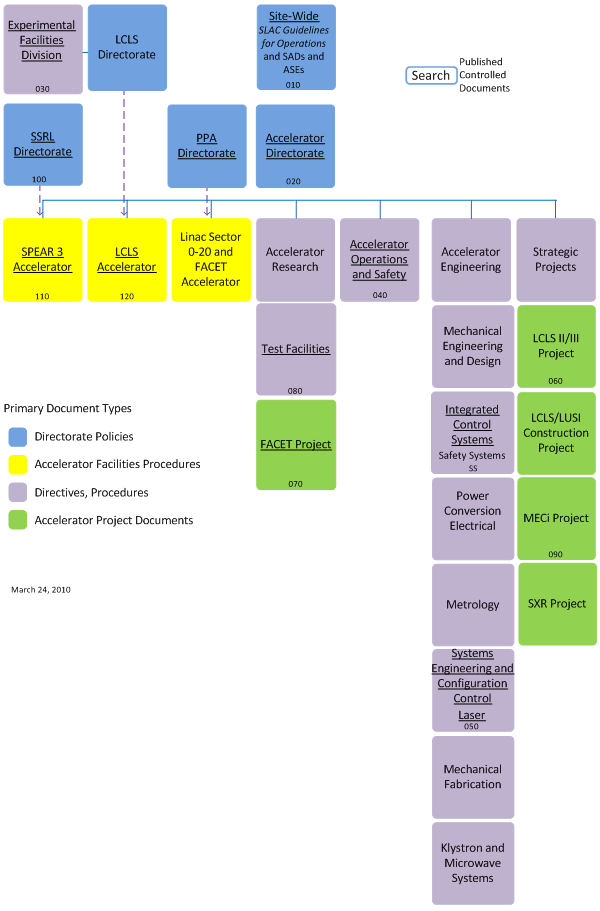 Experimental
Facilities
Division
030
LCLS
Directorate
Site-Wide
SLAC Guidelines
for Operations
and SADs and
ASEs
010
Search
Published
Controlled
Documents
SSRL
Directorate
100
PPA
Directorate
Accelerator
Directorate
020
SPEAR 3
Accelerator
110
LCLS
Accelerator
120
Linac Sector
0-20 and
FACET
Accelerator
Accelerator
Research
Accelerator
Operations
and Safety
040
Accelerator
Engineering
Strategic
Projects
Test Facilities
080
FACET Project
070
Mechanical
Engineering
and Design
Integrated
Control
Systems
Safety Systems
SS
Power
Conversion
Electrical
Metrology
Systems
Engineering and
Configuration
Control
Laser
050
Mechanical
Fabrication
Klystron and
Microwave
Systems
LCLS II/III
Project
060
LCLS/LUSI
Construction
Project
MECi Project
090
SXR Project
Primary Document Types
Directorate Policies
Accelerator Facilities Procedures
Directives, Procedures
Accelerator Project Documents
March 24, 2010